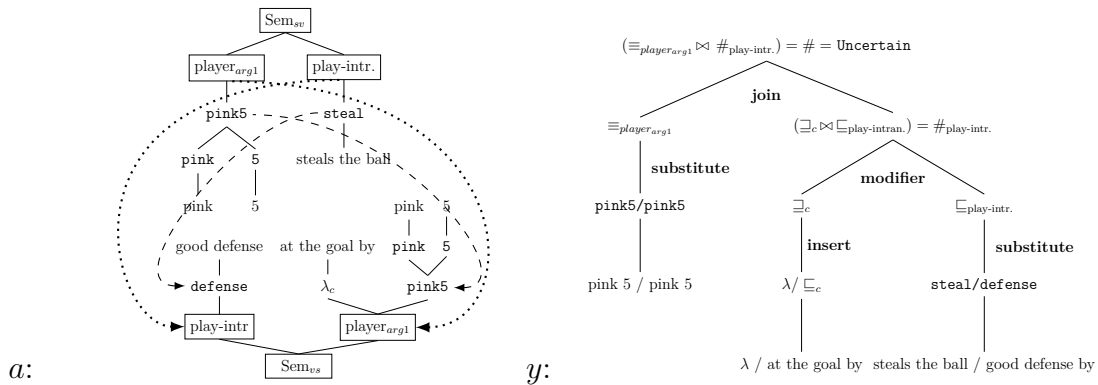 Sem_sv
player_arg1 play-intr.
pink5 steal
pink 5 steals the ball
pink 5 pink 5
good defense at the goal by pink 5
defense λ_c pink5
play-intr player_arg1
Sem_vs
a:
(≡_player_arg1 ⋈ #_play-intr.) = # = Uncertain
join
≡_player_arg1 (⊒_c ⋈ ⊑_play-intran.) = #_play-intr.
substitute modifier
pink5/pink5 ⊒_c ⊑_play-intr.
insert substitute
pink 5 / pink 5 λ/ ⊑_c steal/defense
λ / at the goal by steals the ball / good defense by
y: